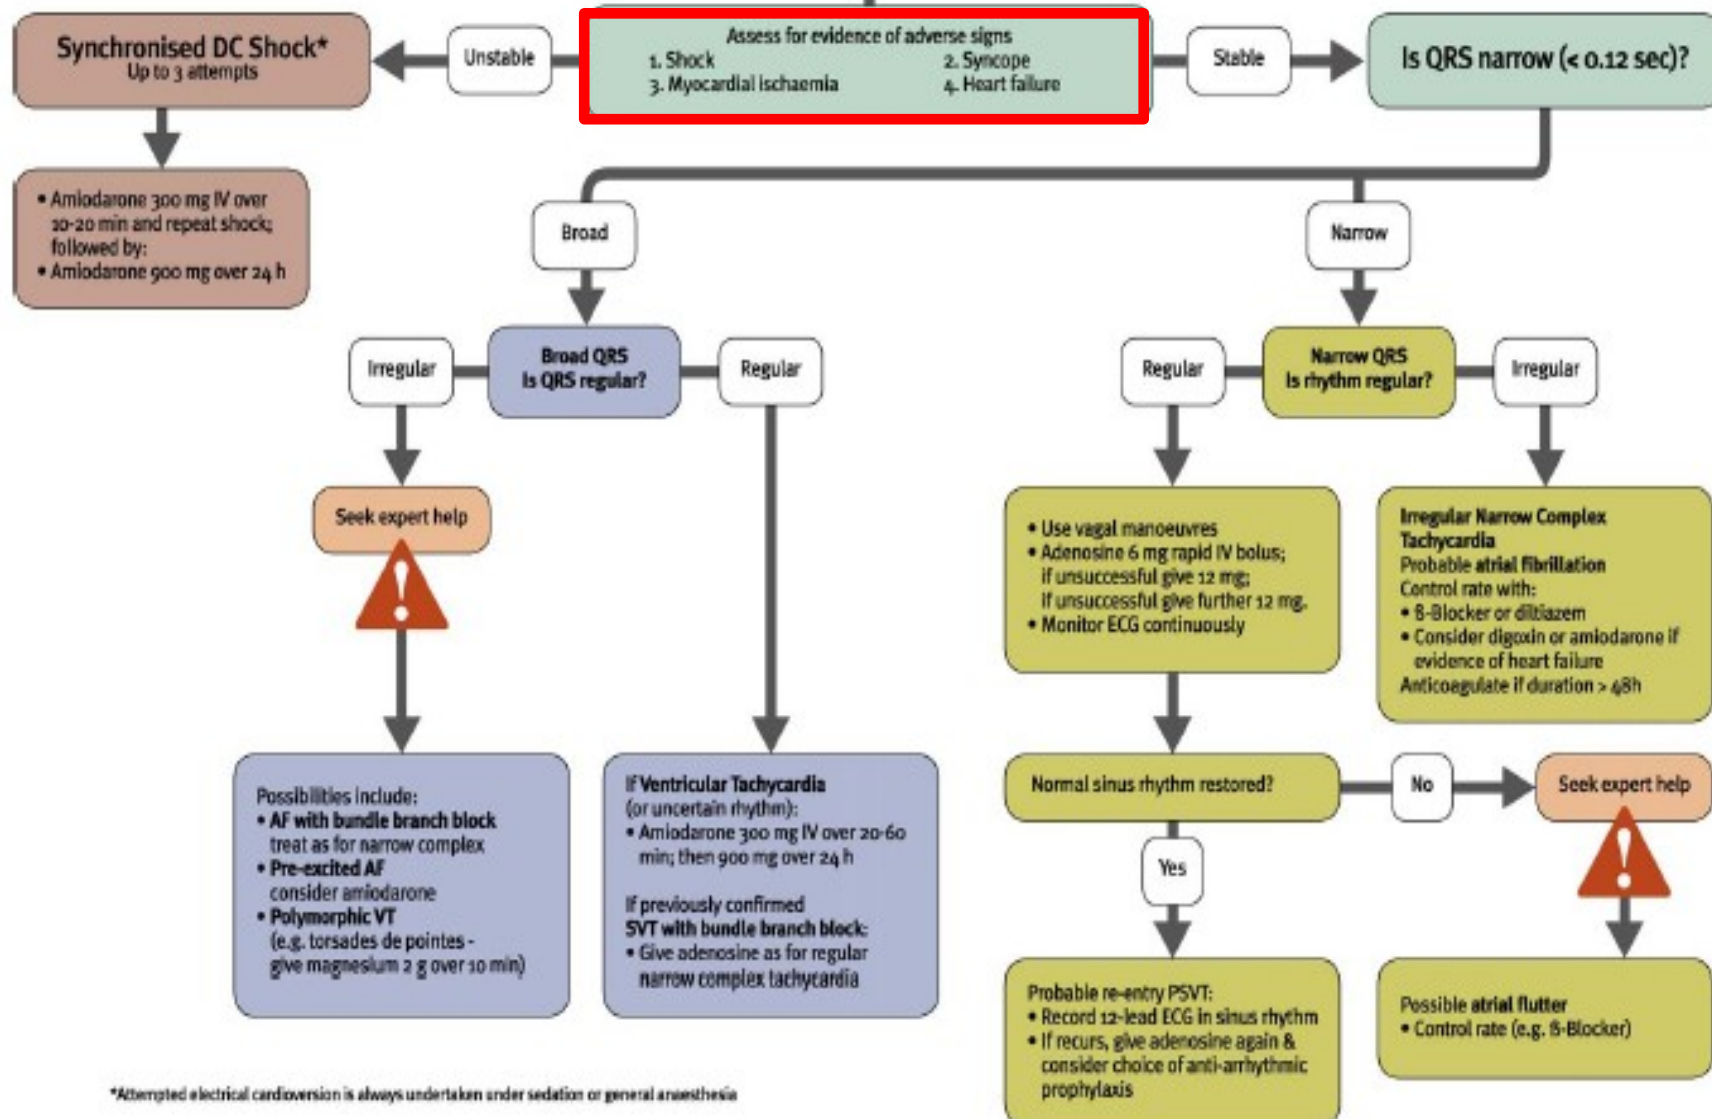 Synchronised DC Shock*
Up to 3 attempts
Unstable
Assess for evidence of adverse signs
1. Shock 2. Syncope
3. Myocardial ischaemia 4. Heart failure
Stable
Is QRS narrow (< 0.12 sec)?
• Amiodarone 300 mg IV over
10-20 min and repeat shock;
followed by:
• Amiodarone 900 mg over 24 h
Broad
Narrow
Irregular
Broad QRS
Is QRS regular?
Regular
Regular
Narrow QRS
Is rhythm regular?
Irregular
Seek expert help
!
• Use vagal manoeuvres
• Adenosine 6 mg rapid IV bolus;
if unsuccessful give 12 mg;
if unsuccessful give further 12 mg.
• Monitor ECG continuously
Irregular Narrow Complex
Tachycardia
Probable atrial fibrillation
Control rate with:
• ß-Blocker or diltiazem
• Consider digoxin or amiodarone if
evidence of heart failure
Anticoagulate if duration > 48h
Possibilities include:
• AF with bundle branch block
treat as for narrow complex
• Pre-excited AF
consider amiodarone
• Polymorphic VT
(e.g. torsades de pointes -
give magnesium 2 g over 10 min)
If Ventricular Tachycardia
(or uncertain rhythm):
• Amiodarone 300 mg IV over 20-60
min; then 900 mg over 24 h
If previously confirmed
SVT with bundle branch block:
• Give adenosine as for regular
narrow complex tachycardia
Normal sinus rhythm restored?
No
Seek expert help
!
Yes
Probable re-entry PSVT:
• Record 12-lead ECG in sinus rhythm
• If recurs, give adenosine again &
consider choice of anti-arrhythmic
prophylaxis
Possible atrial flutter
• Control rate (e.g. ß-Blocker)
*Attempted electrical cardioversion is always undertaken under sedation or general anaesthesia